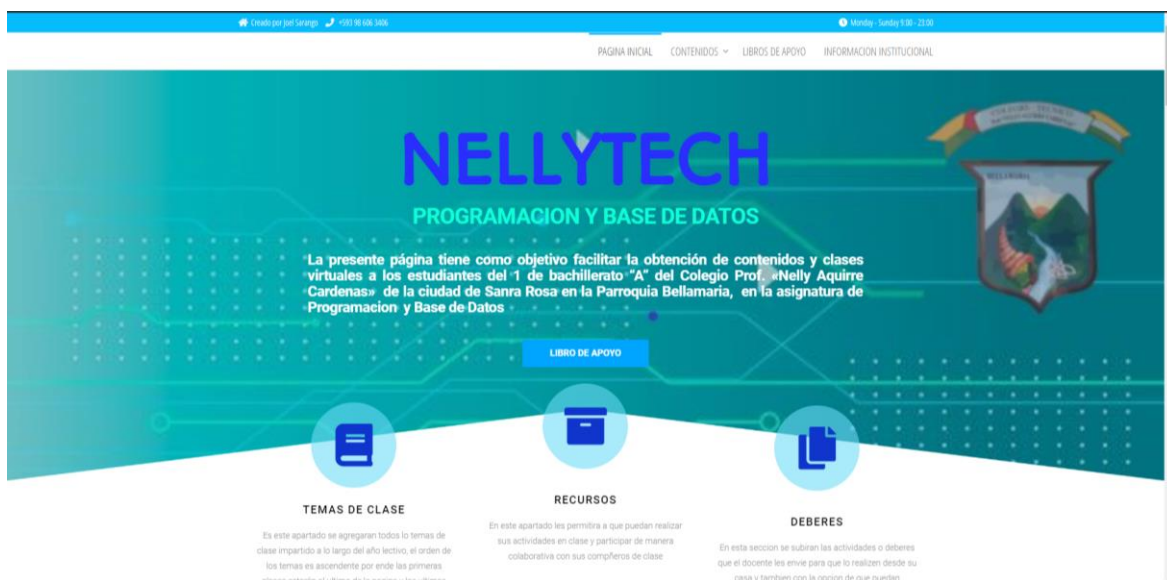 Creado por Joel Sarango +593 98 606 3406
Monday - Sunday 9:00 - 23:00
PAGINA INICIAL CONTENIDOS LIBROS DE APOYO INFORMACION INSTITUCIONAL
NELLYTECH
PROGRAMACION Y BASE DE DATOS
La presente página tiene como objetivo facilitar la obtención de contenidos y clases
virtuales a los estudiantes del 1 de bachillerato "A" del Colegio Prof. «Nelly Aquirre
Cardenas» de la ciudad de Sanra Rosa en la Parroquia Bellamaria, en la asignatura de
Programacion y Base de Datos
LIBRO DE APOYO
TEMAS DE CLASE
Es este apartado se agregaran todos lo temas de
clase impartido a lo largo del año lectivo, el orden de
los temas es ascendente por ende las primeras
RECURSOS
En este apartado les permitira a que puedan realizar
sus actividades en clase y participar de manera
colaborativa con sus compñeros de clase
DEBERES
En esta seccion se subiran las actividades o deberes
que el docente les envie para que lo realizen desde su
casa y tambien con la opción de que puedan